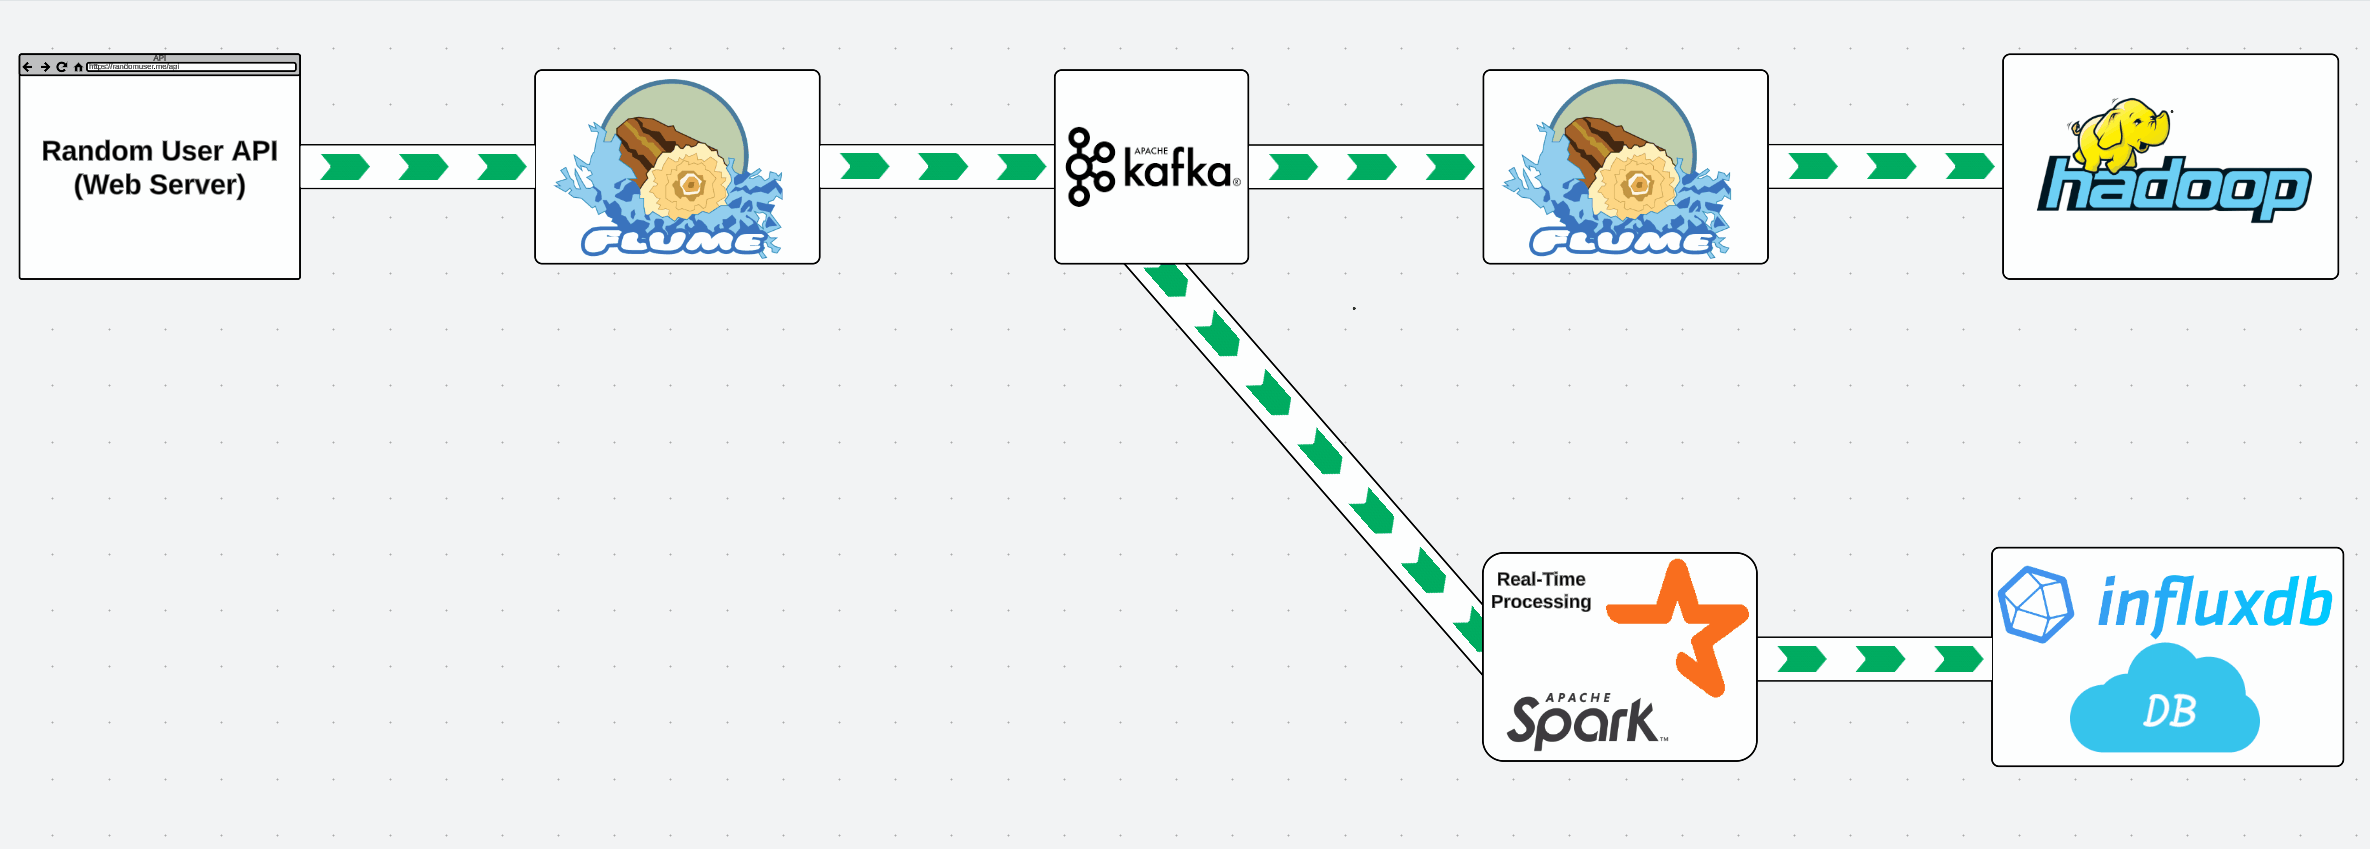 API
https://randomuser.me/api
Random User API
(Web Server)
FLUME
APACHE
kafka®
FLUME
hadoop
Real-Time
Processing
APACHE
Spark™
influxdb
DB